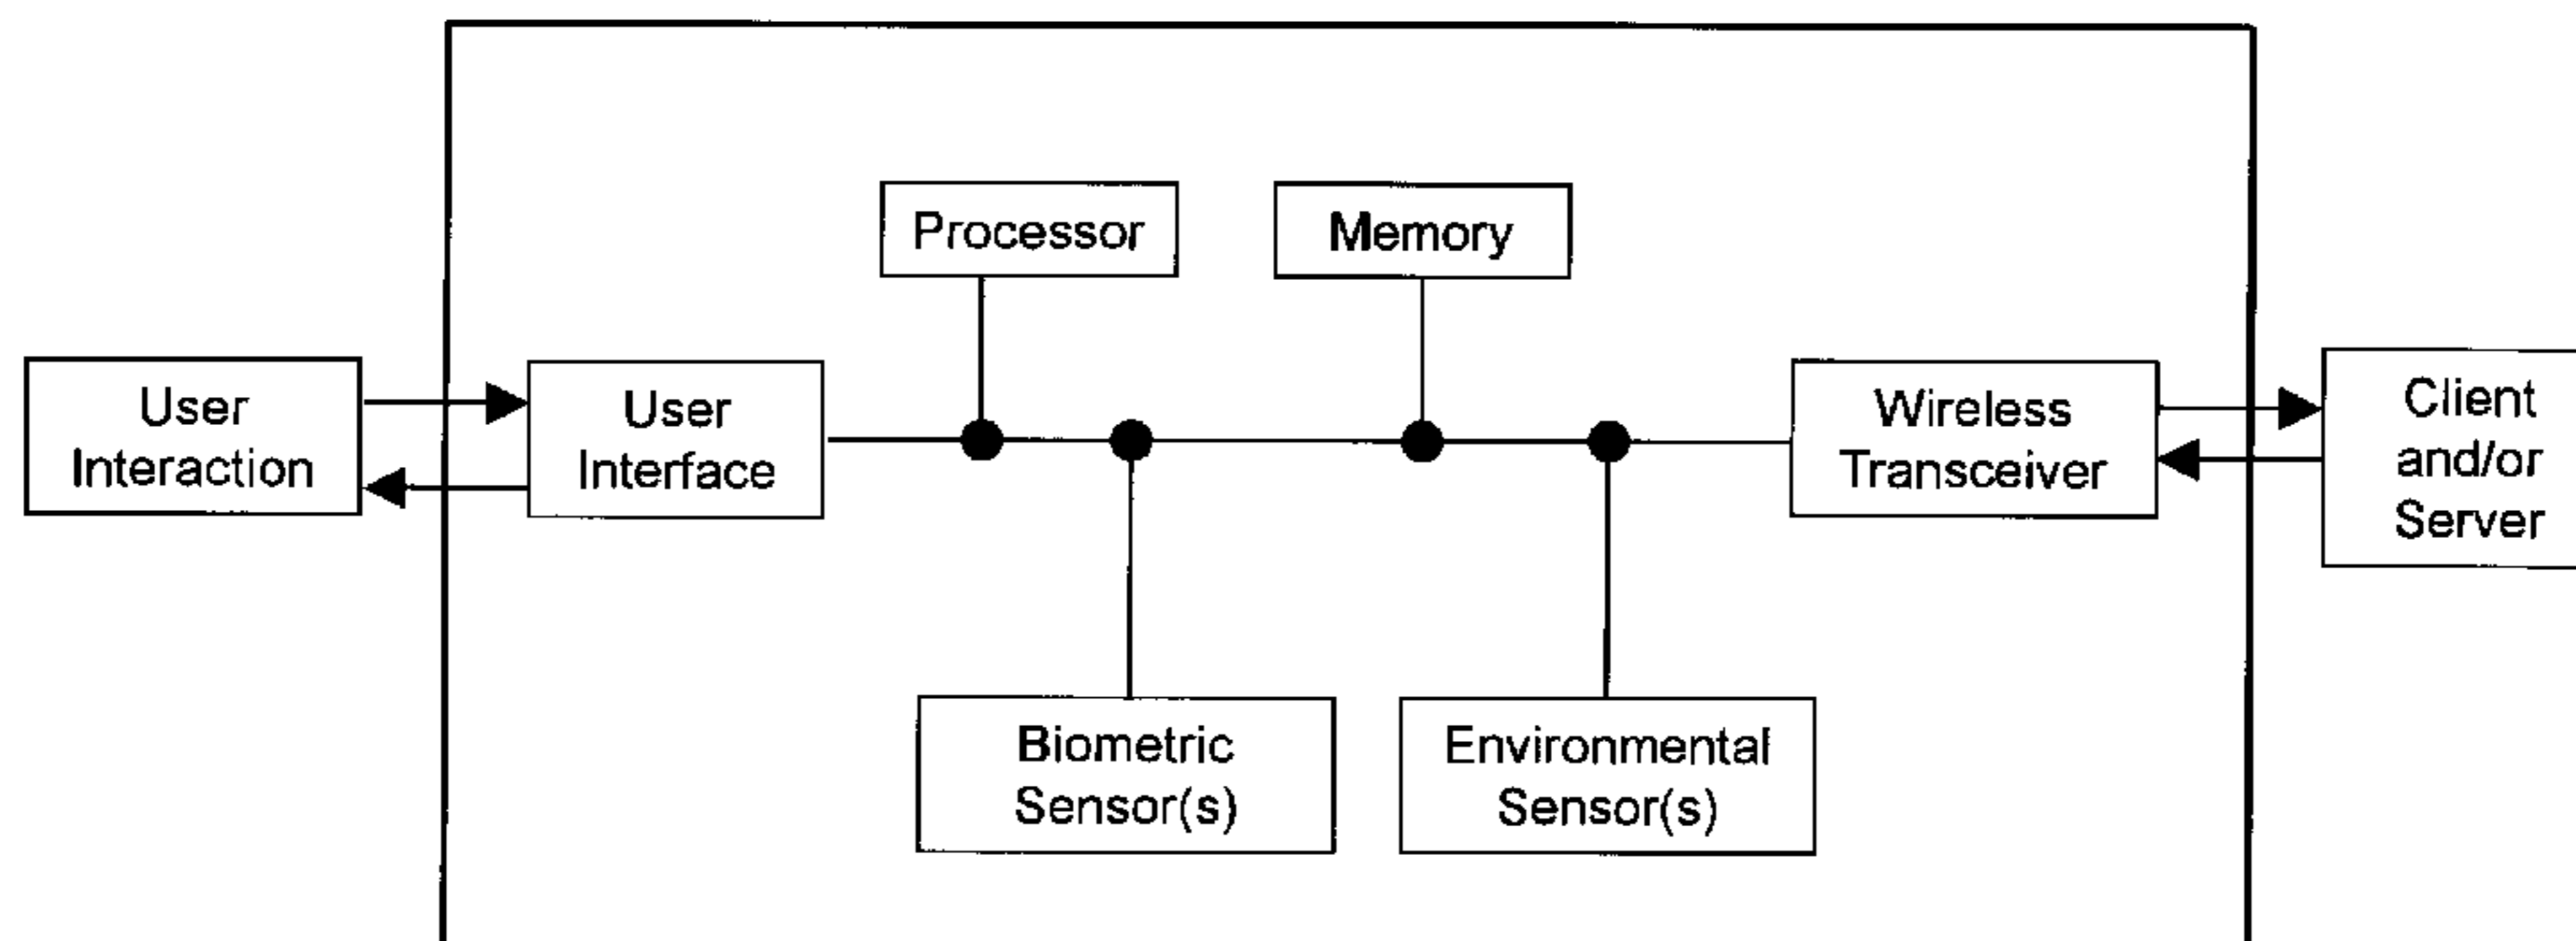 Processor
Memory
User
Interaction
User
Interface
Wireless
Transceiver
Client
and/or
Server
Biometric
Sensor(s)
Environmental
Sensor(s)